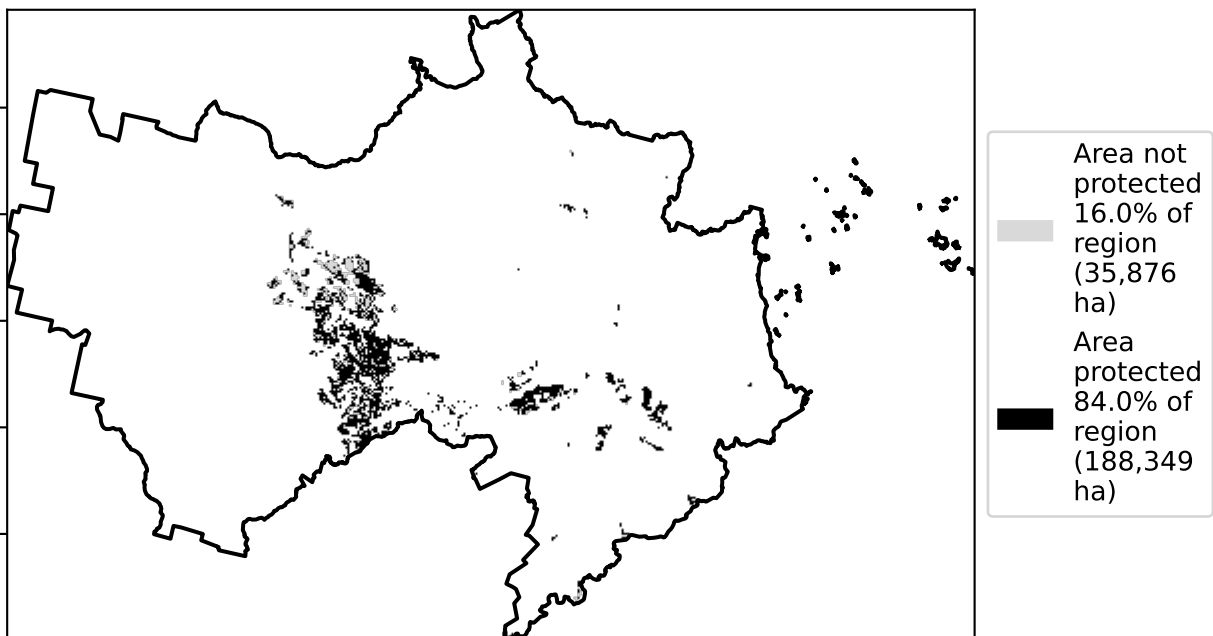 Area not
protected
16.0% of
region
(35,876
ha)
Area
protected
84.0% of
region
(188,349
ha)